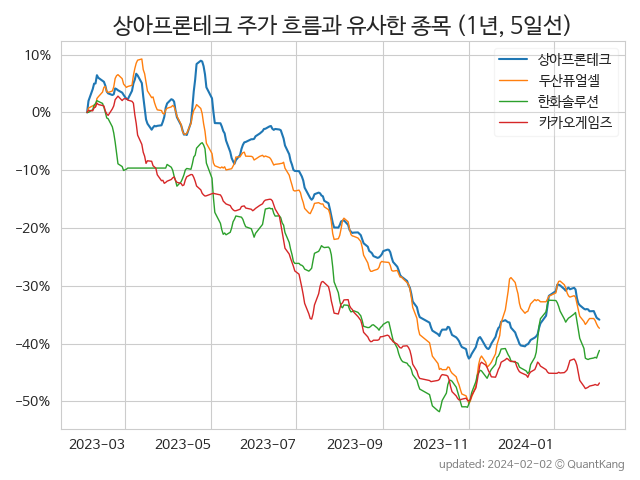 상아프론테크 주가 흐름과 유사한 종목 (1년, 5일선)
상아프론테크
두산퓨얼셀
한화솔루션
카카오게임즈
10%
0%
−10%
−20%
−30%
−40%
−50%
2023−03
2023−05
2023−07
2023−09
2023−11
2024−01
updated: 2024−02−02 © QuantKang